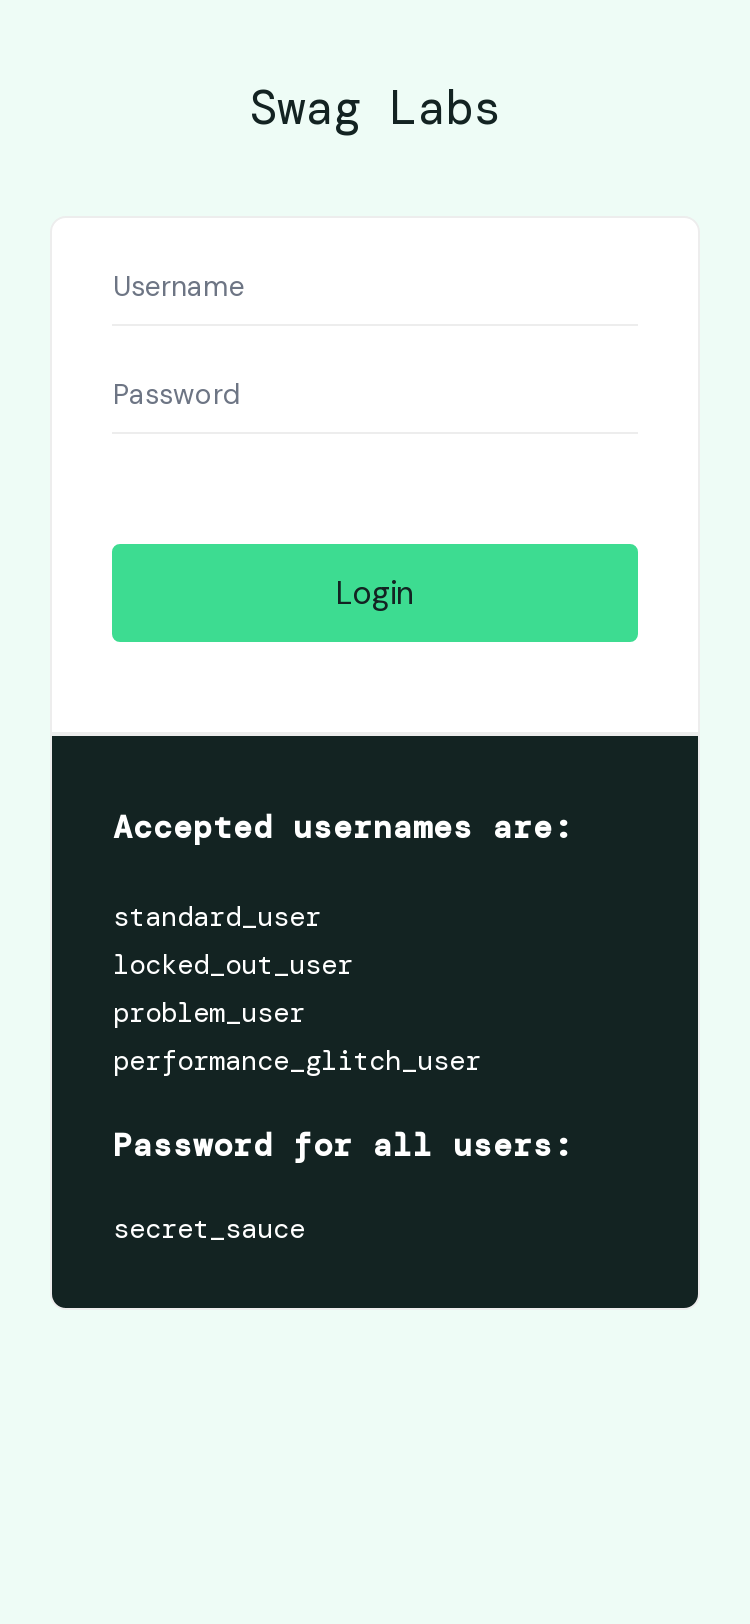 Swag Labs
Username
Password
Login
Accepted usernames are:
standard_user
locked_out_user
problem_user
performance_glitch_user
Password for all users:
secret_sauce